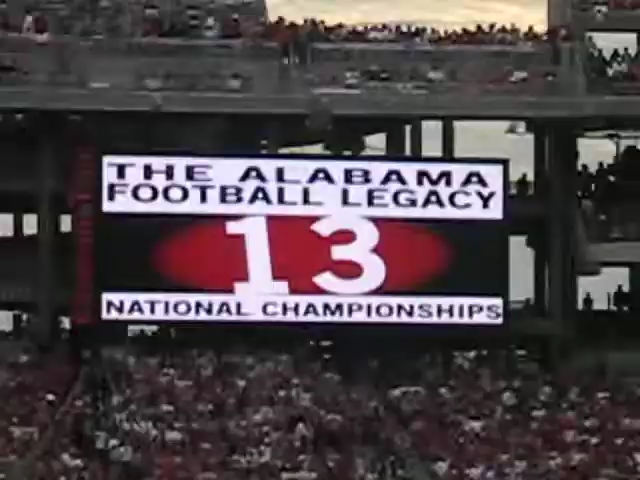 THE ALABAMA
FOOTBALL LEGACY
13
NATIONAL CHAMPIONSHIPS